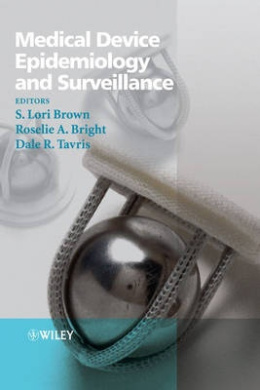 Medical Device
Epidemiology
and Surveillance
EDITORS
S. Lori Brown
Roselie A. Bright
Dale R. Tavris
WILEY